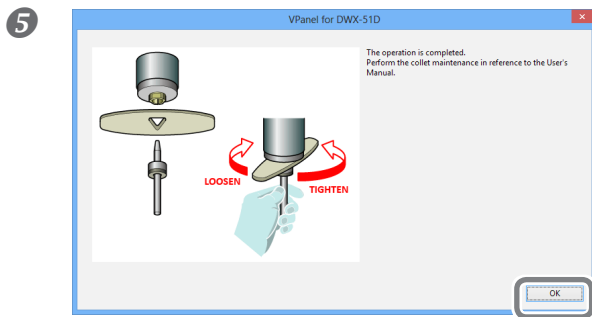 5
VPanel for DWX-51D
The operation is completed.
Perform the collet maintenance in reference to the User's
Manual.
LOOSEN
TIGHTEN
OK